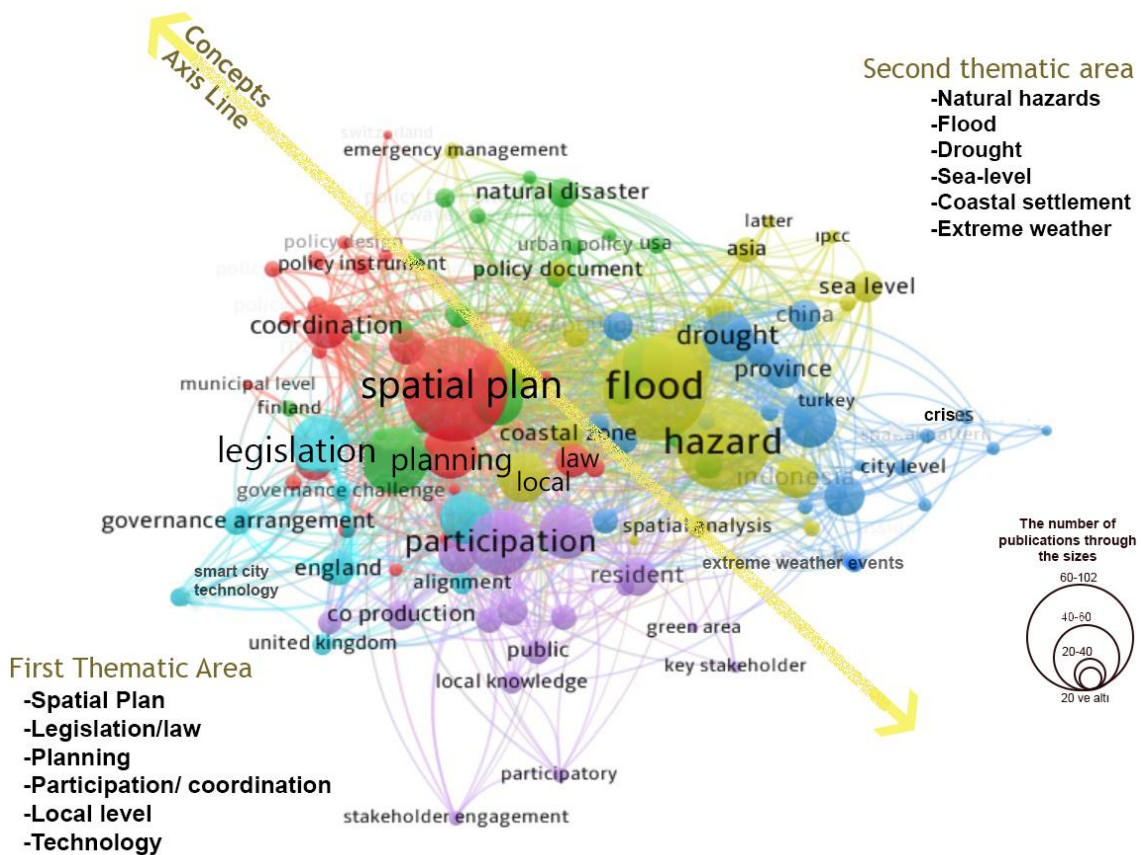 Concepts
Axis Line
Second thematic area
-Natural hazards
-Flood
-Drought
-Sea-level
-Coastal settlement
-Extreme weather
switzerland
emergency management
natural disaster
latter
ipcc
policy design
urban policy
usa
asia
policy instrument
policy document
sea level
coordination
china
drought
spatial plan
flood
province
municipal level
finland
turkey
crises
legislation
coastal zone
hazard
spatial pattern
planning
law
local
indonesia
city level
governance challenge
governance arrangement
spatial analysis
participation
The number of
publications through
the sizes
smart city
technology
england
alignment
resident
extreme weather events
60-102
co production
40-60
united kingdom
public
green area
20-40
key stakeholder
local knowledge
20 ve altı
First Thematic Area
-Spatial Plan
-Legislation/law
-Planning
-Participation/ coordination
-Local level
-Technology
participatory
stakeholder engagement